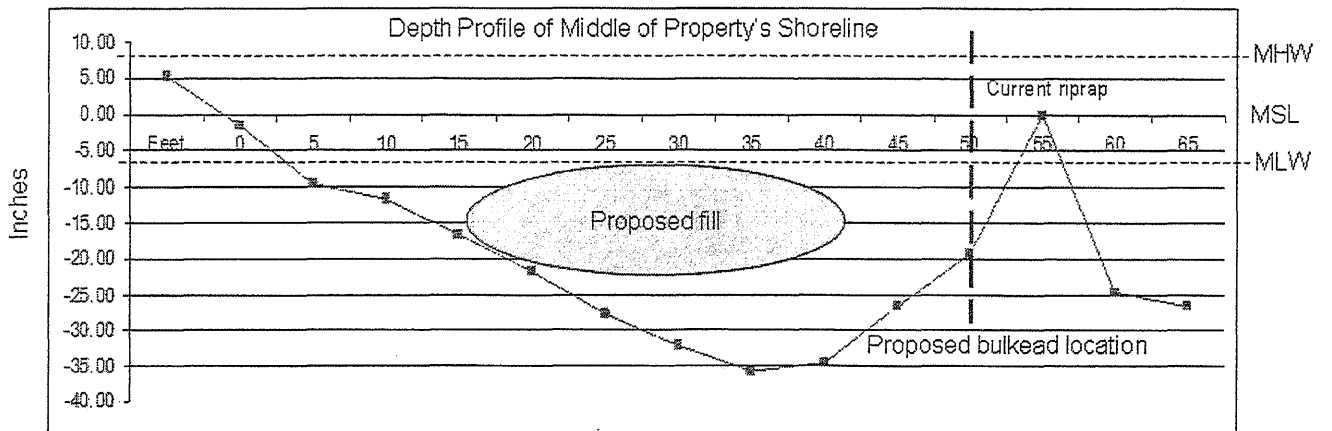 Depth Profile of Middle of Property's Shoreline
10.00
MHW
5.00
Current riprap
0.00
MSL
Feet 0 5 10 15 20 25 30 35 40 45 50 55 60 65
-5.00
MLW
-10.00
Inches
-15.00
Proposed fill
-20.00
-25.00
-30.00
Proposed bulkead location
-35.00
-40.00